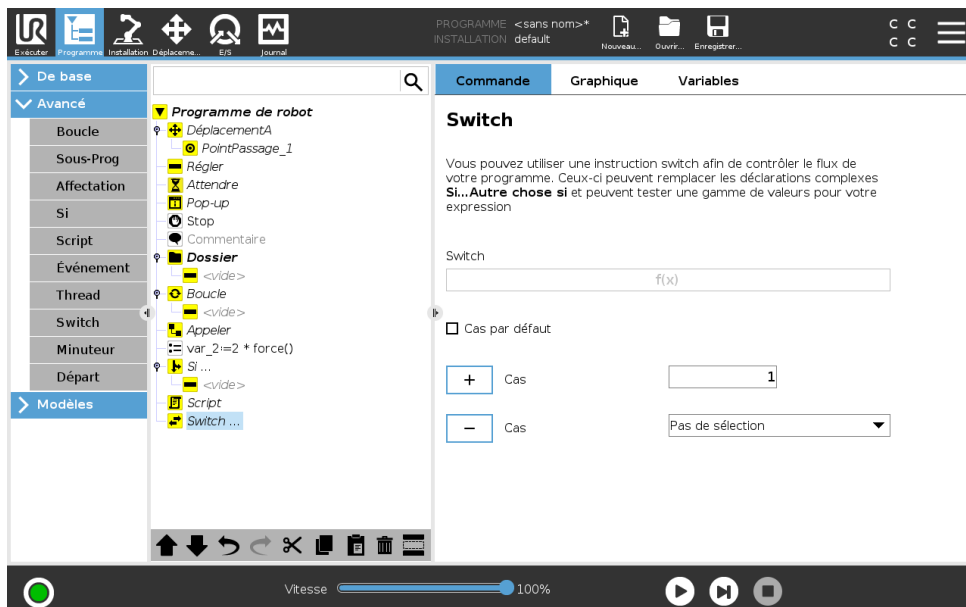 UR
PROGRAMME <sans nom>*
INSTALLATION default
Exécuter
Programme
Installation
Déplaceme...
E/S
Journal
Nouveau...
Ouvrir...
Enregistrer...
C C
C C
De base
Avancé
Boucle
Sous-Prog
Affectation
Si
Script
Événement
Thread
Switch
Minuteur
Départ
Modèles
Programme de robot
DéplacementA
PointPassage_1
Régler
Attendre
Pop-up
Stop
Commentaire
Dossier
<vide>
Boucle
<vide>
Appeler
var_2≔2 * force()
Si ...
<vide>
Script
Switch ...
Commande
Graphique
Variables
Switch
Vous pouvez utiliser une instruction switch afin de contrôler le flux de
votre programme. Ceux-ci peuvent remplacer les déclarations complexes
Si...Autre chose si et peuvent tester une gamme de valeurs pour votre
expression
Switch
f(x)
Cas par défaut
+ Cas 1
− Cas Pas de sélection
Vitesse 100%